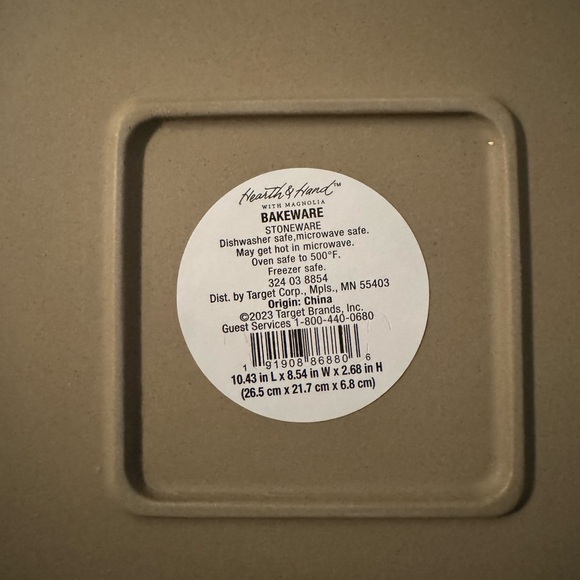 Hearth & Hand™
WITH MAGNOLIA
BAKEWARE
STONEWARE
Dishwasher safe,microwave safe.
May get hot in microwave.
Oven safe to 500°F.
Freezer safe.
324 03 8854
Dist. by Target Corp., Mpls., MN 55403
Origin: China
©2023 Target Brands, Inc.
Guest Services 1-800-440-0680
1 91908 86880 6
10.43 in L x 8.54 in W x 2.68 in H
(26.5 cm x 21.7 cm x 6.8 cm)